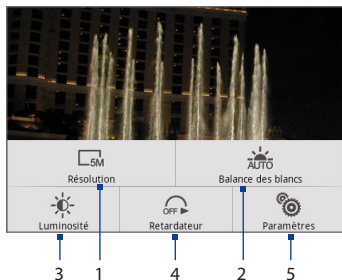 5M
AUTO
Résolution
Balance des blancs
OFF
Luminosité
Retardateur
Paramètres
3
1
4
2
5